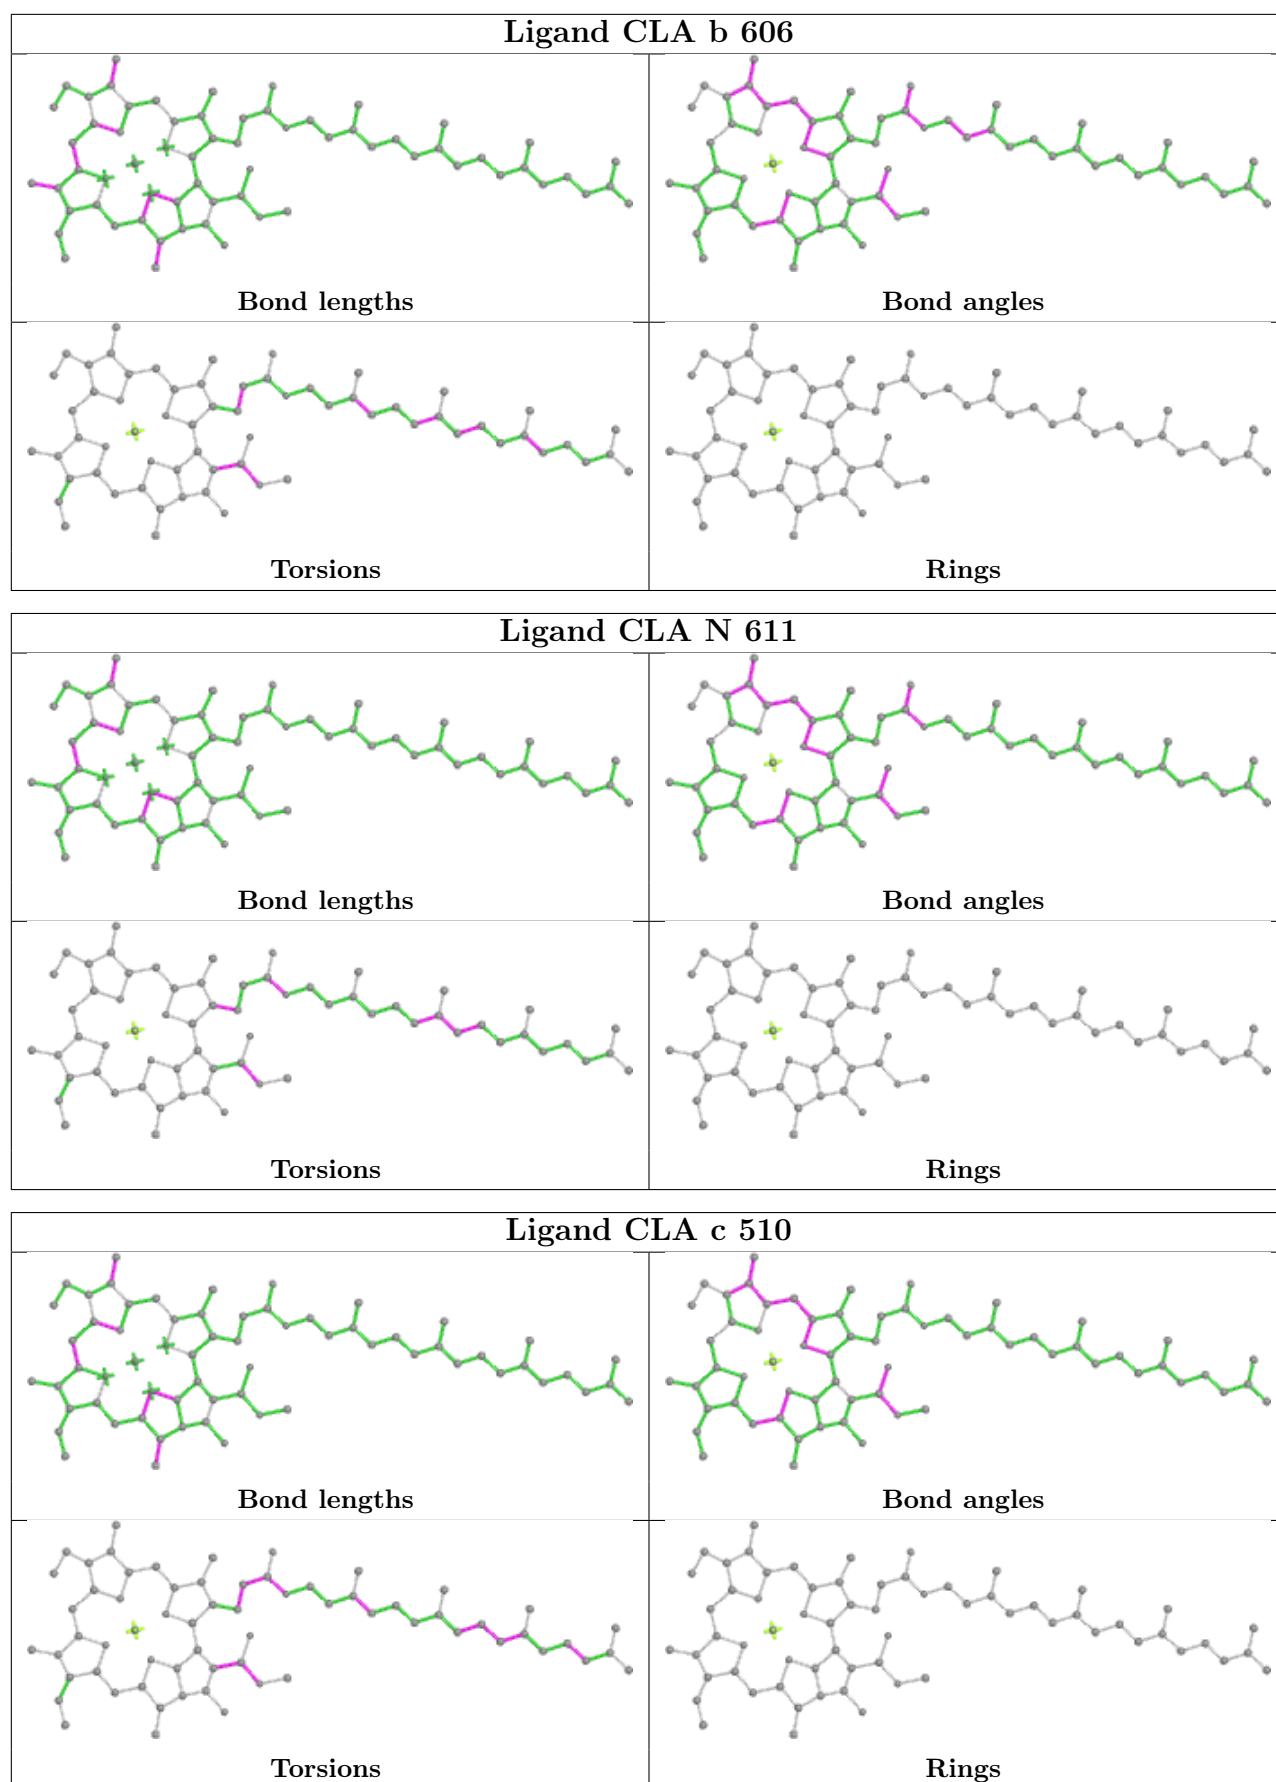 Ligand CLA b 606
Bond lengths
Bond angles
Torsions
Rings
Ligand CLA N 611
Bond lengths
Bond angles
Torsions
Rings
Ligand CLA c 510
Bond lengths
Bond angles
Torsions
Rings